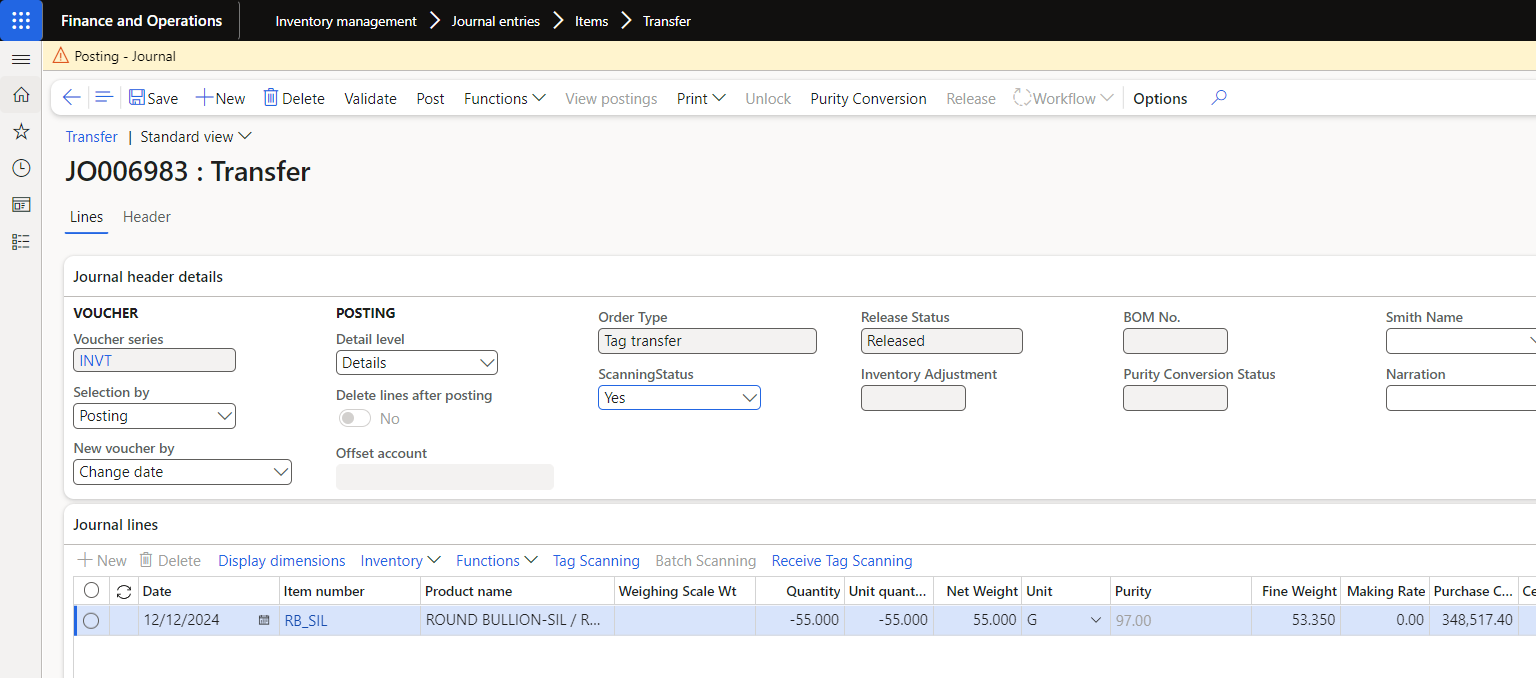 Finance and Operations Inventory management Journal entries Items Transfer
Posting - Journal
Save New Delete Validate Post Functions View postings Print Unlock Purity Conversion Release Workflow Options
Transfer | Standard view
JO006983 : Transfer
Lines Header
Journal header details
VOUCHER
Voucher series
INVT
Selection by
Posting
New voucher by
Change date
POSTING
Detail level
Details
Delete lines after posting
No
Offset account
Order Type
Tag transfer
ScanningStatus
Yes
Release Status
Released
Inventory Adjustment
BOM No.
Purity Conversion Status
Smith Name
Narration
Journal lines
New Delete Display dimensions Inventory Functions Tag Scanning Batch Scanning Receive Tag Scanning
Date Item number Product name Weighing Scale Wt Quantity Unit quant... Net Weight Unit Purity Fine Weight Making Rate Purchase C... Ce
12/12/2024 RB_SIL ROUND BULLION-SIL / R... -55.000 -55.000 55.000 G 97.00 53.350 0.00 348,517.40